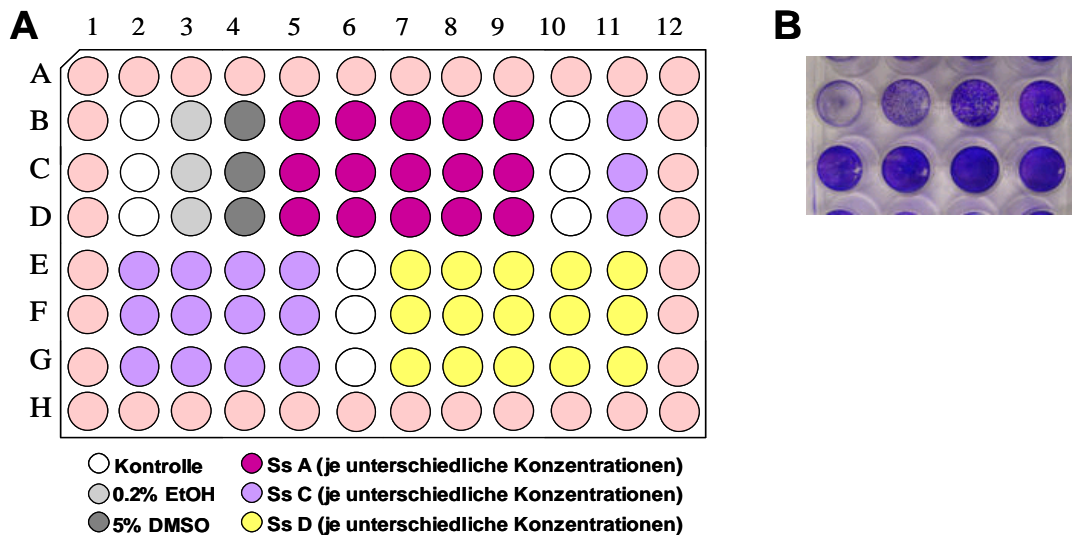 A
B
1 2 3 4 5 6 7 8 9 10 11 12
A
B
C
D
E
F
G
H
Kontrolle
Ss A (je unterschiedliche Konzentrationen)
0.2% EtOH
Ss C (je unterschiedliche Konzentrationen)
5% DMSO
Ss D (je unterschiedliche Konzentrationen)